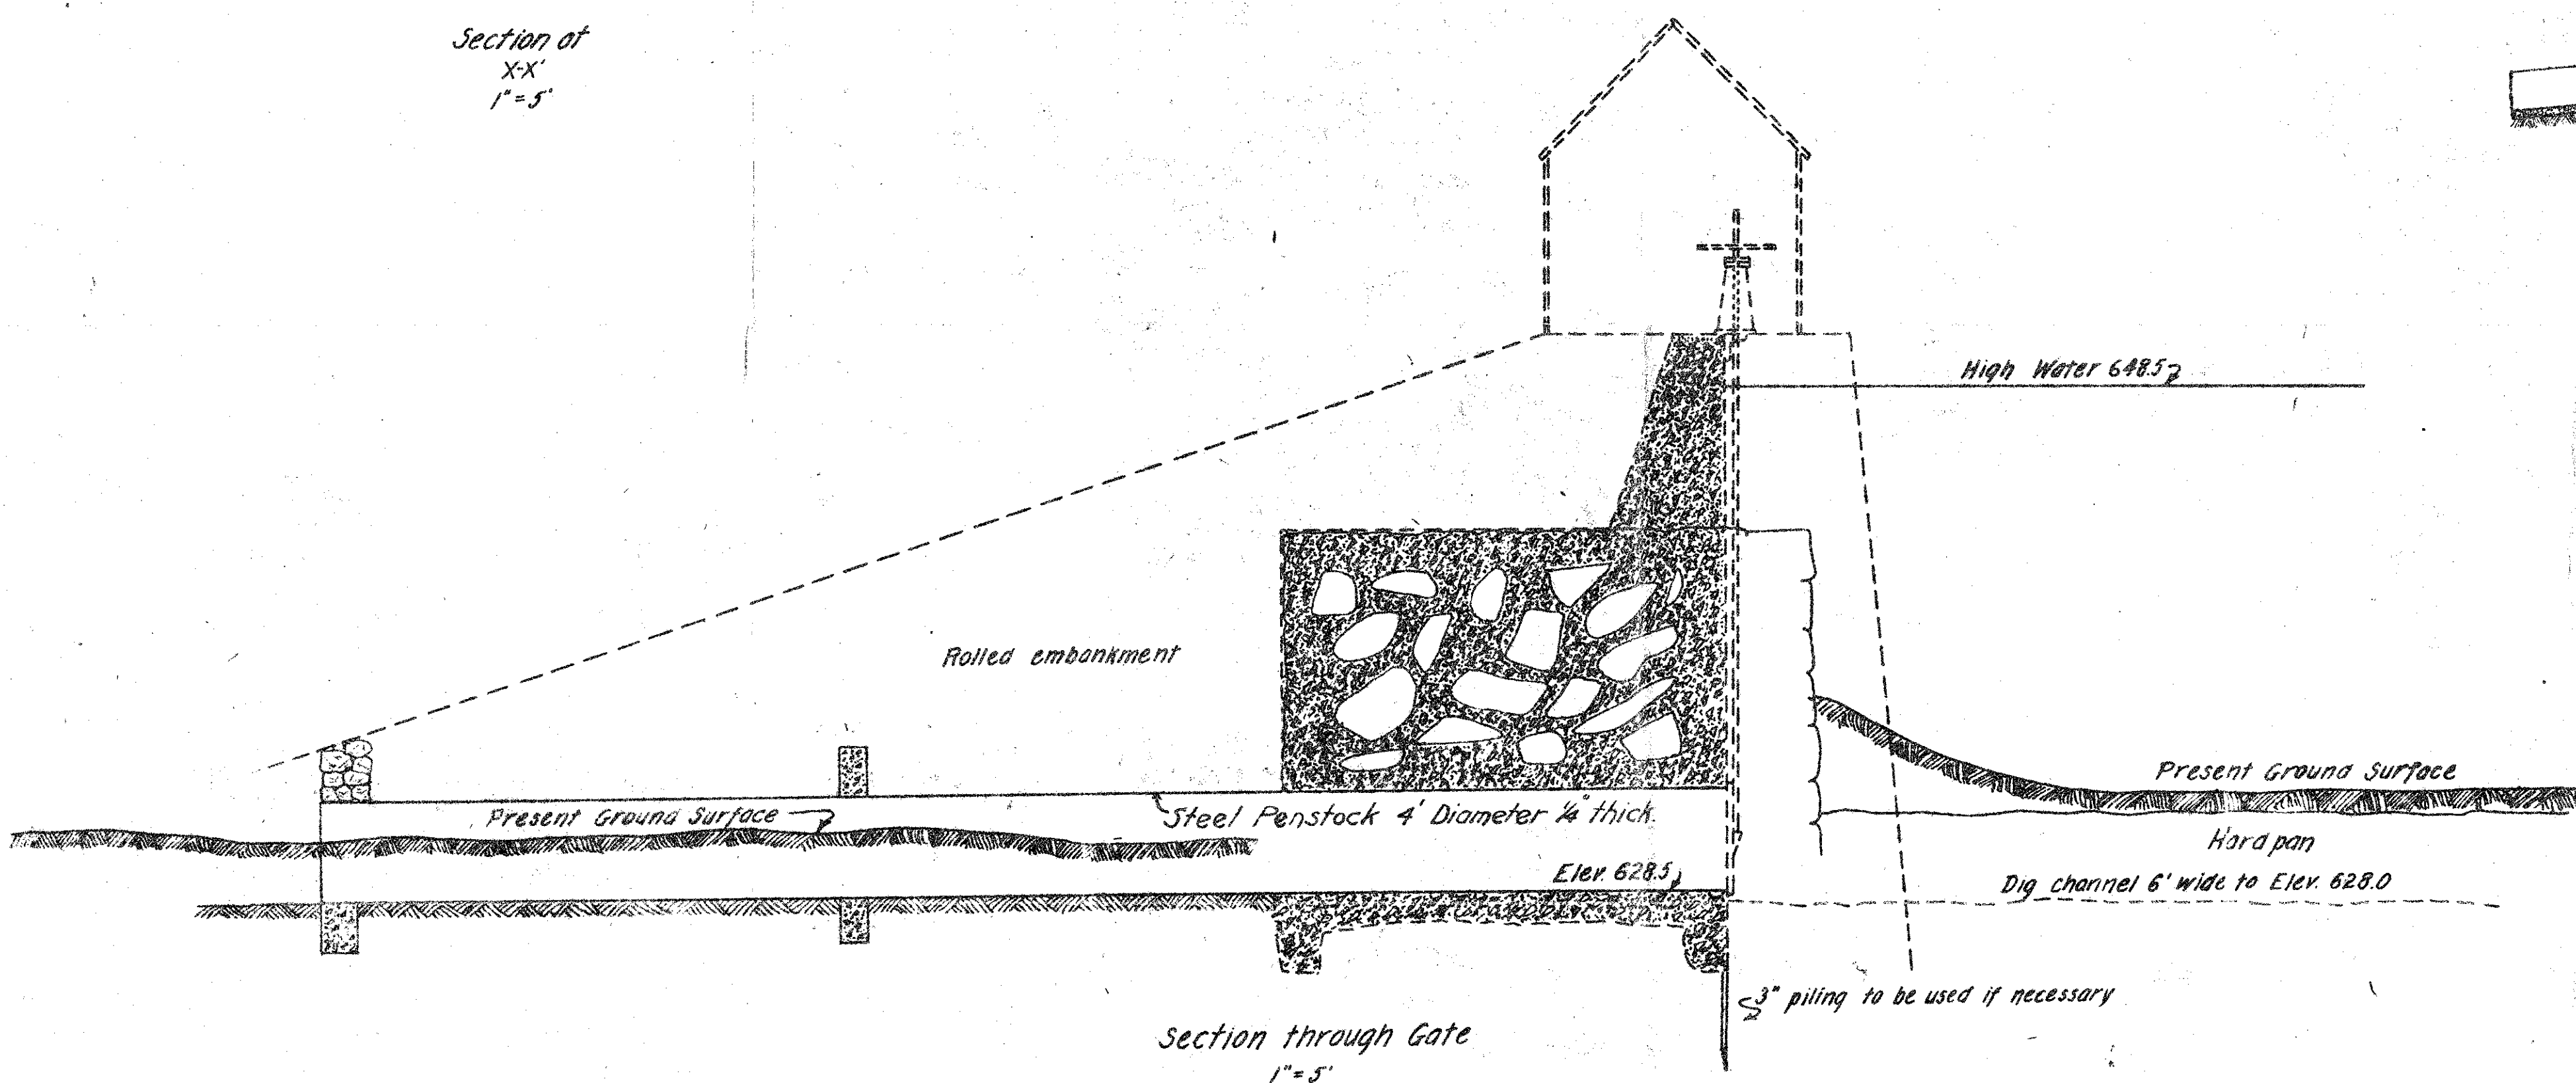 Section at
X-X'
1" = 5'
High Water 648.5
Rolled embankment
Present Ground Surface
Present Ground Surface
Steel Penstock 4' Diameter ¼" thick.
Hardpan
Elev. 628.5
Dig channel 6' wide to Elev. 628.0
3" piling to be used if necessary
Section through Gate
1" = 5'